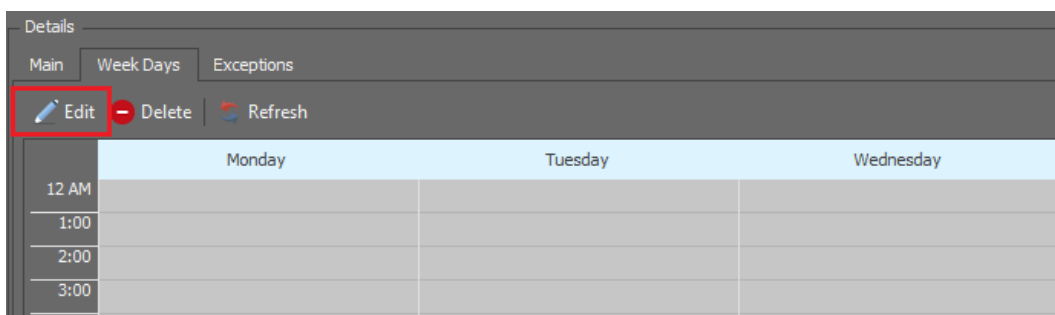 Details
Main Week Days Exceptions
Edit Delete Refresh
Monday Tuesday Wednesday
12 AM
1:00
2:00
3:00